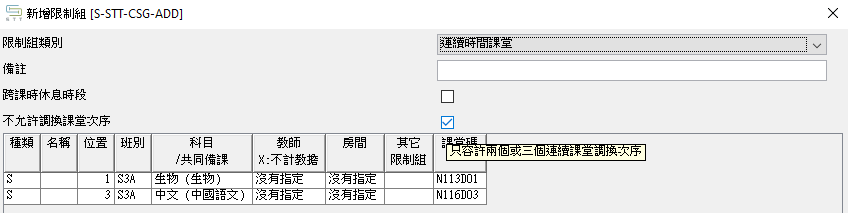 新增限制組 [S-STT-CSG-ADD]
限制組類別 連續時間課堂
備註
跨課時休息時段
不允許調換課堂次序
種類 名稱 位置 班別 科目 /共同備課 教師 X:不計教擔 房間 其它 限制組 課堂碼
只容許兩個或三個連續課堂調換次序
S 1 S3A 生物 (生物) 沒有指定 沒有指定 N113D01
S 3 S3A 中文 (中國語文) 沒有指定 沒有指定 N116D03